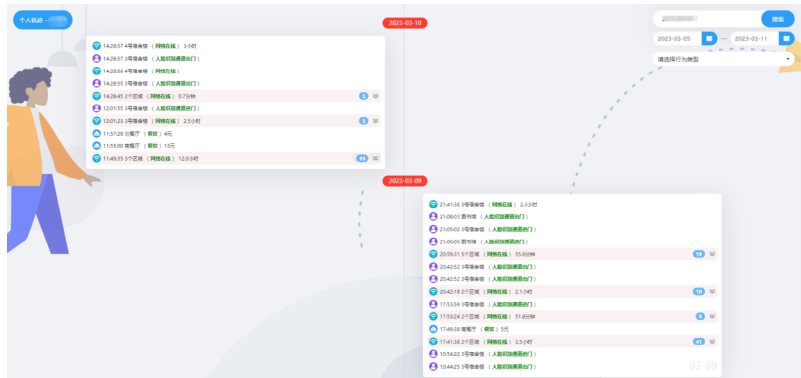 个人轨迹 -
搜索
2023-03-05 — 2023-03-11
请选择行为类型
2023-03-10
14:28:57 4号宿舍楼 ( 网络在线 ) 3小时
14:28:57 3号宿舍楼 ( 人脸识别通道出门 )
14:28:56 4号宿舍楼 ( 网络在线 )
14:28:55 3号宿舍楼 ( 人脸识别通道出门 )
14:28:45 2个区域 ( 网络在线 ) 0.7分钟
12:01:55 3号宿舍楼 ( 人脸识别通道进门 )
12:01:23 3号宿舍楼 ( 网络在线 ) 2.5小时
11:57:29 北餐厅 ( 餐饮 ) 4元
11:55:00 南餐厅 ( 餐饮 ) 13元
11:49:35 3个区域 ( 网络在线 ) 12.0小时
2023-03-09
21:41:36 3号宿舍楼 ( 网络在线 ) 2.3小时
21:08:03 图书馆 ( 人脸识别通道出门 )
21:05:02 3号宿舍楼 ( 人脸识别通道进门 )
21:00:05 图书馆 ( 人脸识别通道出门 )
20:59:31 5个区域 ( 网络在线 ) 55.8分钟 19
20:42:52 3号宿舍楼 ( 人脸识别通道进门 )
20:42:52 3号宿舍楼 ( 人脸识别通道进门 )
20:42:18 2个区域 ( 网络在线 ) 2.1小时 10
17:53:59 3号宿舍楼 ( 人脸识别通道进门 )
17:53:24 2个区域 ( 网络在线 ) 51.8分钟
17:49:38 南餐厅 ( 餐饮 ) 5元
17:41:38 2个区域 ( 网络在线 ) 3.5小时 41
10:54:22 3号宿舍楼 ( 人脸识别通道进门 )
10:44:25 3号宿舍楼 ( 人脸识别通道进门 )
03-09